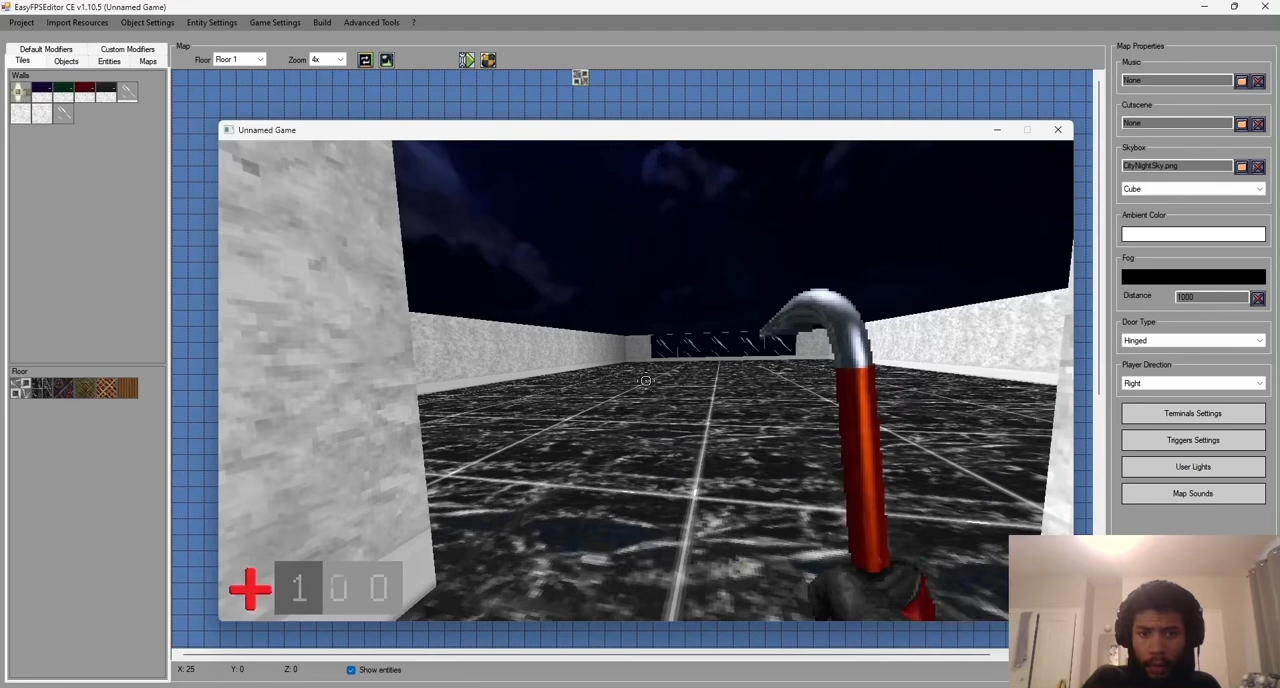 EasyFPSEditor CE v1.10.5 (Unnamed Game)
Project Import Resources Object Settings Entity Settings Game Settings Build Advanced Tools ?
Default Modifiers Custom Modifiers
Tiles Objects Entities Maps
Walls
Floor
Map
Floor Floor 1 Zoom 4x
Unnamed Game
100
X: 25 Y: 0 Z: 0 Show entities
Map Properties
Music
None
Cutscene
None
Skybox
CityNightSky.png
Cube
Ambient Color
Fog
Distance 1000
Door Type
Hinged
Player Direction
Right
Terminals Settings
Triggers Settings
User Lights
Map Sounds